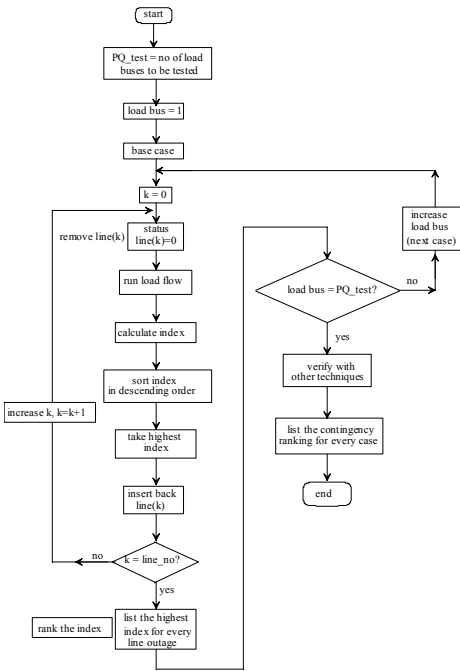 start
PQ_test = no of load
buses to be tested
load bus = 1
base case
k = 0
remove line(k)
status
line(k)=0
run load flow
calculate index
sort index
in descending order
increase k, k=k+1
take highest
index
insert back
line(k)
no
k = line_no?
yes
rank the index
list the highest
index for every
line outage
increase
load bus
(next case)
load bus = PQ_test?
no
yes
verify with
other techniques
list the contingency
ranking for every case
end